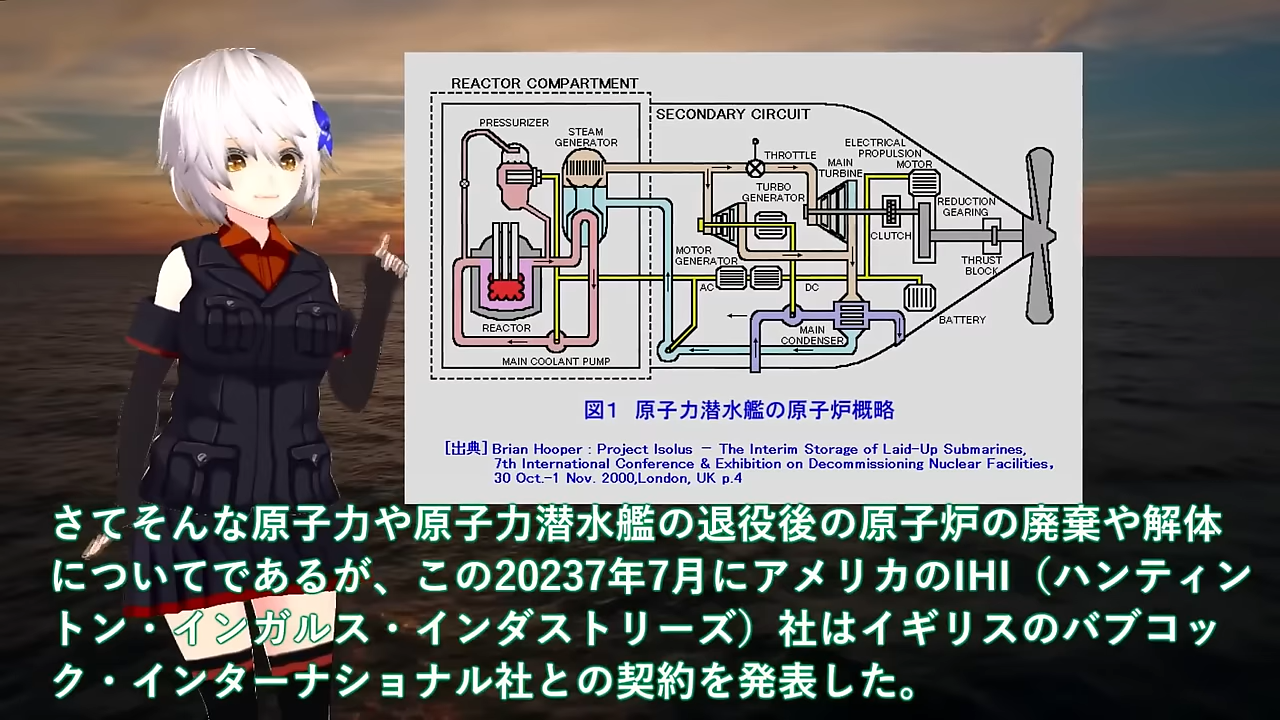 REACTOR COMPARTMENT
SECONDARY CIRCUIT
PRESSURIZER
STEAM
GENERATOR
THROTTLE
ELECTRICAL
PROPULSION
MOTOR
MAIN
TURBINE
TURBO
GENERATOR
REDUCTION
GEARING
CLUTCH
MOTOR
GENERATOR
THRUST
BLOCK
AC
DC
REACTOR
BATTERY
MAIN
CONDENSER
MAIN COOLANT PUMP
図1 原子力潜水艦の原子炉概略
[出典] Brian Hooper : Project Isolus － The Interim Storage of Laid-Up Submarines,
7th International Conference & Exhibition on Decommissioning Nuclear Facilities,
30 Oct.-1 Nov. 2000,London, UK p.4
さてそんな原子力や原子力潜水艦の退役後の原子炉の廃棄や解体
についてであるが、この20237年7月にアメリカのIHI（ハンティン
トン・インガルス・インダストリーズ）社はイギリスのバブコッ
ク・インターナショナル社との契約を発表した。